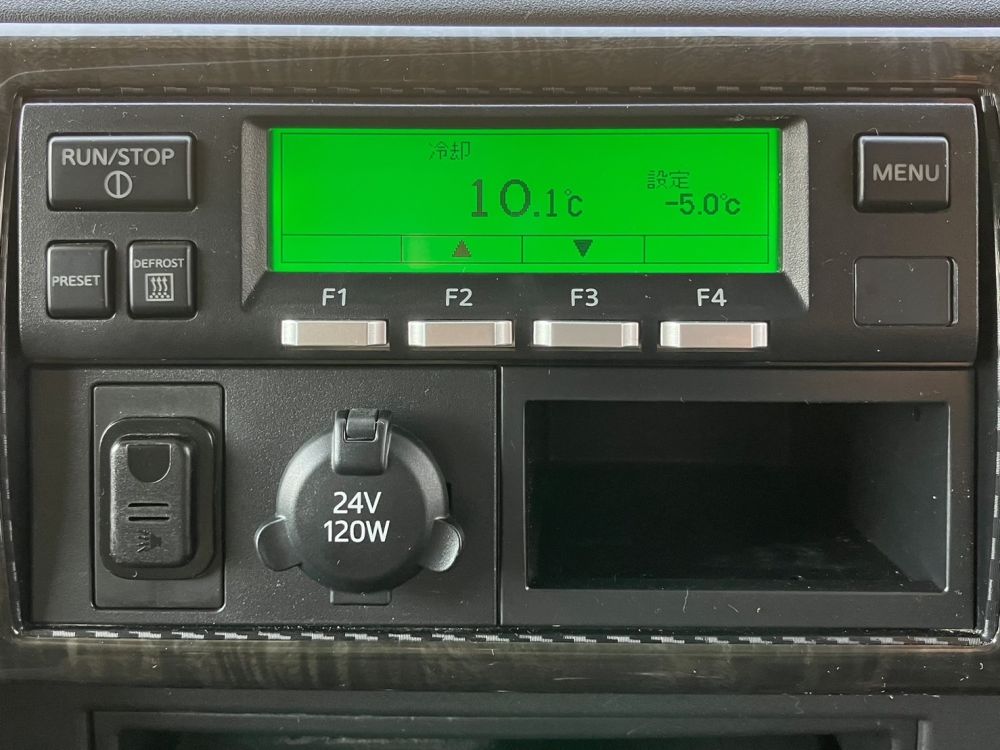 RUN/STOP
冷却
10.1℃
設定
-5.0℃
▲
▼
MENU
PRESET
DEFROST
F1
F2
F3
F4
24V
120W